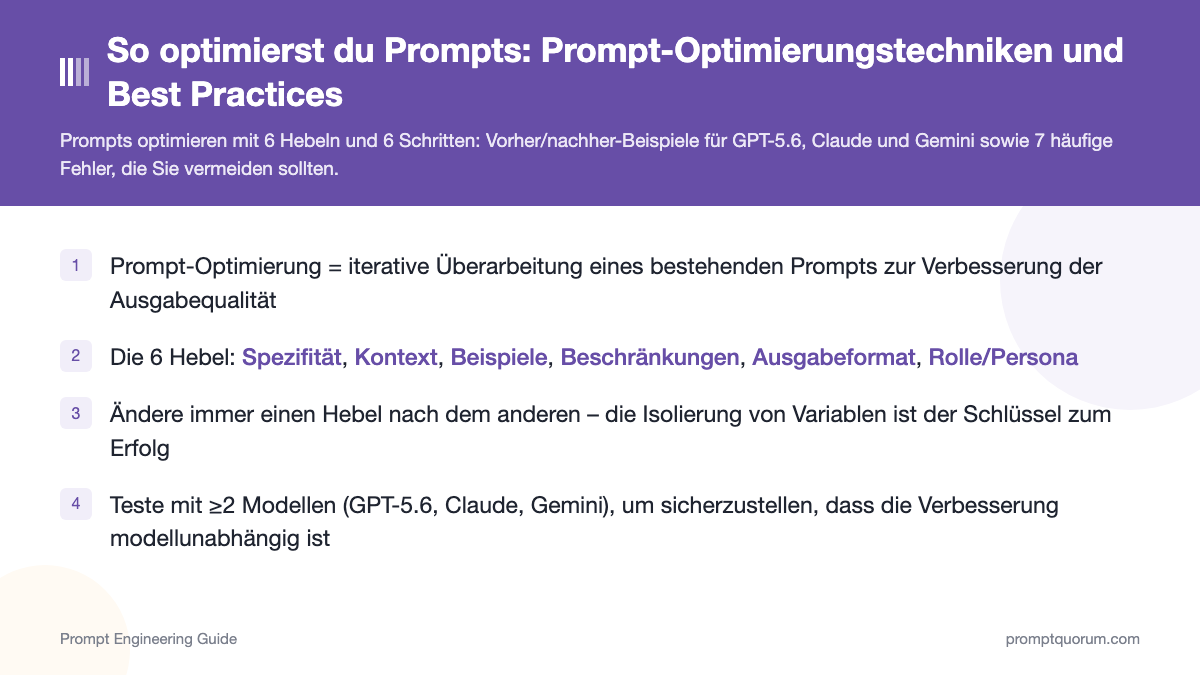 So optimierst du Prompts: Prompt-Optimierungstechniken und
Best Practices
Prompts optimieren mit 6 Hebeln und 6 Schritten: Vorher/nachher-Beispiele für GPT-5.6, Claude und Gemini sowie 7 häufige
Fehler, die Sie vermeiden sollten.
1 Prompt-Optimierung = iterative Überarbeitung eines bestehenden Prompts zur Verbesserung der
Ausgabequalität
2 Die 6 Hebel: Spezifität, Kontext, Beispiele, Beschränkungen, Ausgabeformat, Rolle/Persona
3 Ändere immer einen Hebel nach dem anderen – die Isolierung von Variablen ist der Schlüssel zum
Erfolg
4 Teste mit ≥2 Modellen (GPT-5.6, Claude, Gemini), um sicherzustellen, dass die Verbesserung
modellunabhängig ist
Prompt Engineering Guide
promptquorum.com